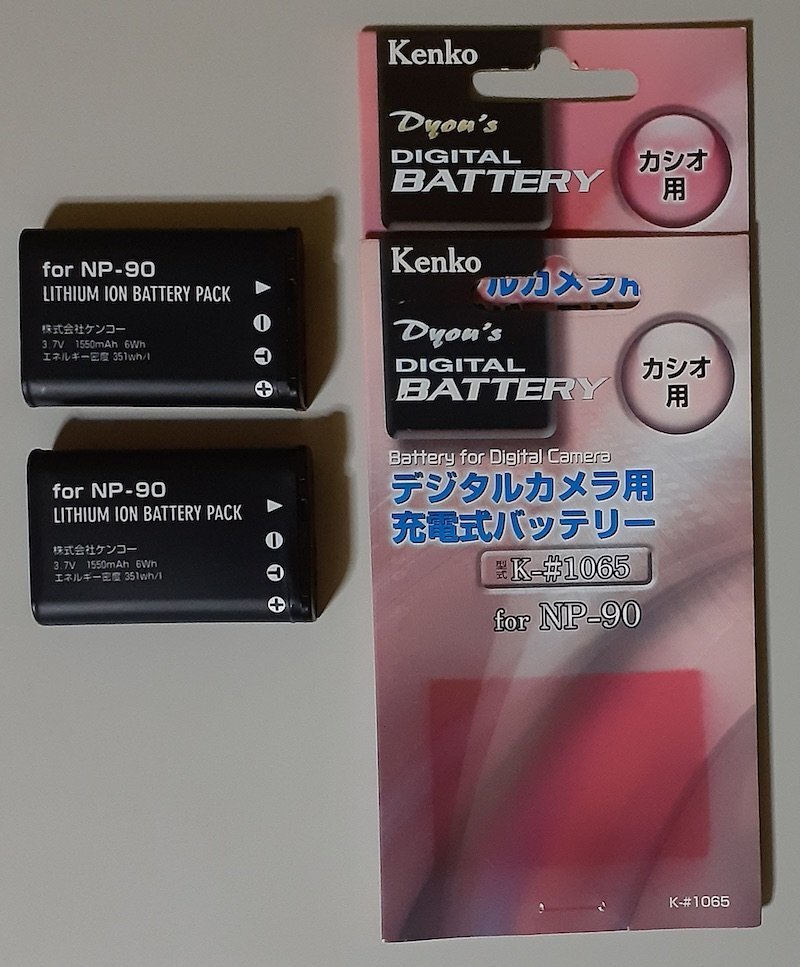 for NP-90
LITHIUM ION BATTERY PACK
株式会社ケンコー
3.7V 1550mAh 6Wh
エネルギー密度 351wh/l
T
for NP-90
LITHIUM ION BATTERY PACK
株式会社ケンコー
3.7V 1550mAh 6Wh
エネルギー密度 351wh/l
T
Kenko
Dyon's
DIGITAL
BATTERY
カシオ
用
Kenko
ルカメラ用
Dyon's
DIGITAL
BATTERY
カシオ
用
Battery for Digital Camera
デジタルカメラ用
充電式バッテリー
型式 K-#1065
for NP-90
K-#1065